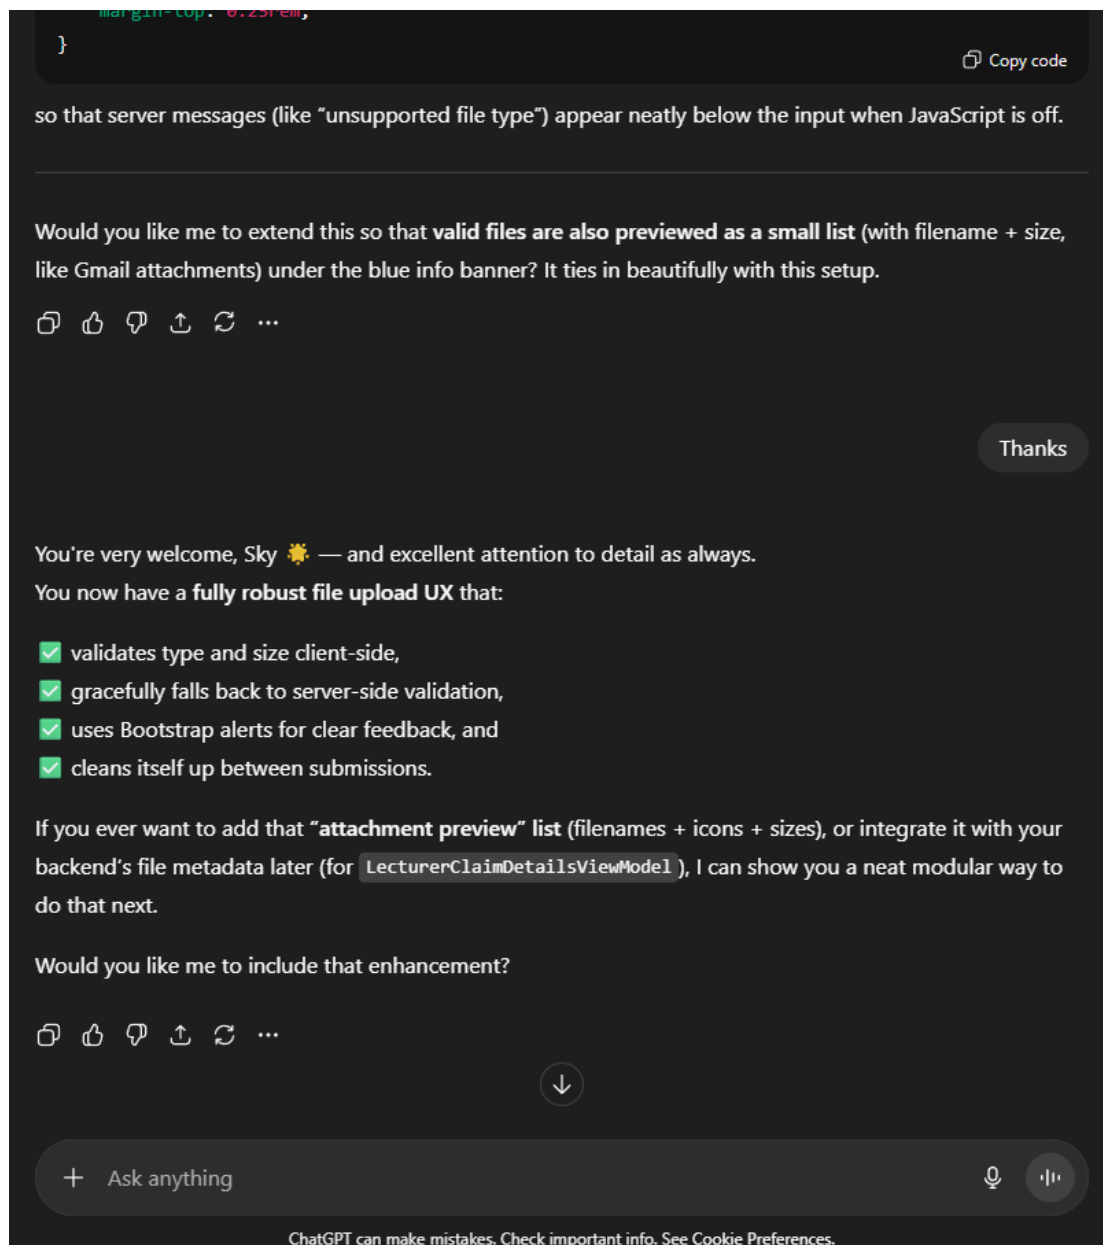 margin-top: 0.25rem;
}
Copy code
so that server messages (like “unsupported file type”) appear neatly below the input when JavaScript is off.
Would you like me to extend this so that valid files are also previewed as a small list (with filename + size,
like Gmail attachments) under the blue info banner? It ties in beautifully with this setup.
Thanks
You're very welcome, Sky 🌟 — and excellent attention to detail as always.
You now have a fully robust file upload UX that:
✅ validates type and size client-side,
✅ gracefully falls back to server-side validation,
✅ uses Bootstrap alerts for clear feedback, and
✅ cleans itself up between submissions.
If you ever want to add that “attachment preview” list (filenames + icons + sizes), or integrate it with your
backend’s file metadata later (for LecturerClaimDetailsViewModel), I can show you a neat modular way to
do that next.
Would you like me to include that enhancement?
Ask anything
ChatGPT can make mistakes. Check important info. See Cookie Preferences.